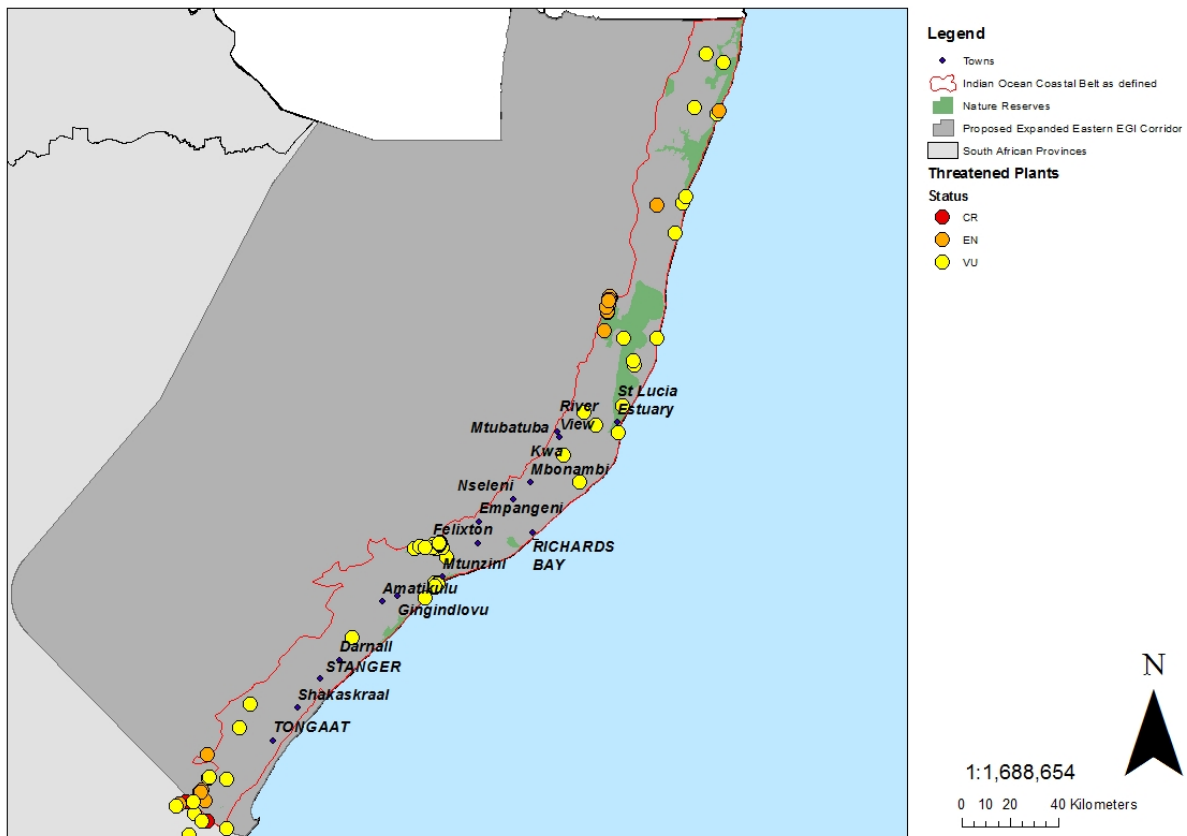 Legend
Towns
Indian Ocean Coastal Belt as defined
Nature Reserves
Proposed Expanded Eastern EGI Corridor
South African Provinces
Threatened Plants
Status
CR
EN
VU
St Lucia
Estuary
River
View
Mtubatuba
Kwa
Mbonambi
Nseleni
Empangeni
Felixton
RICHARDS
BAY
Mtunzini
Amatikulu
Gingindlovu
Darnall
STANGER
Shakaskraal
TONGAAT
N
1:1,688,654
0 10 20 40 Kilometers